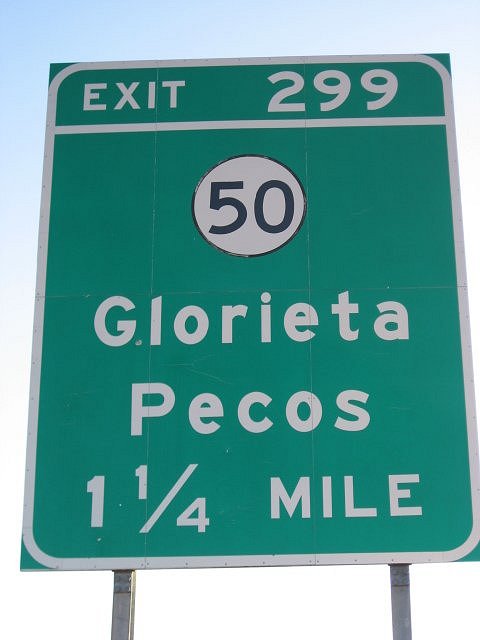 EXIT 299
50
Glorieta
Pecos
1 1/4 MILE